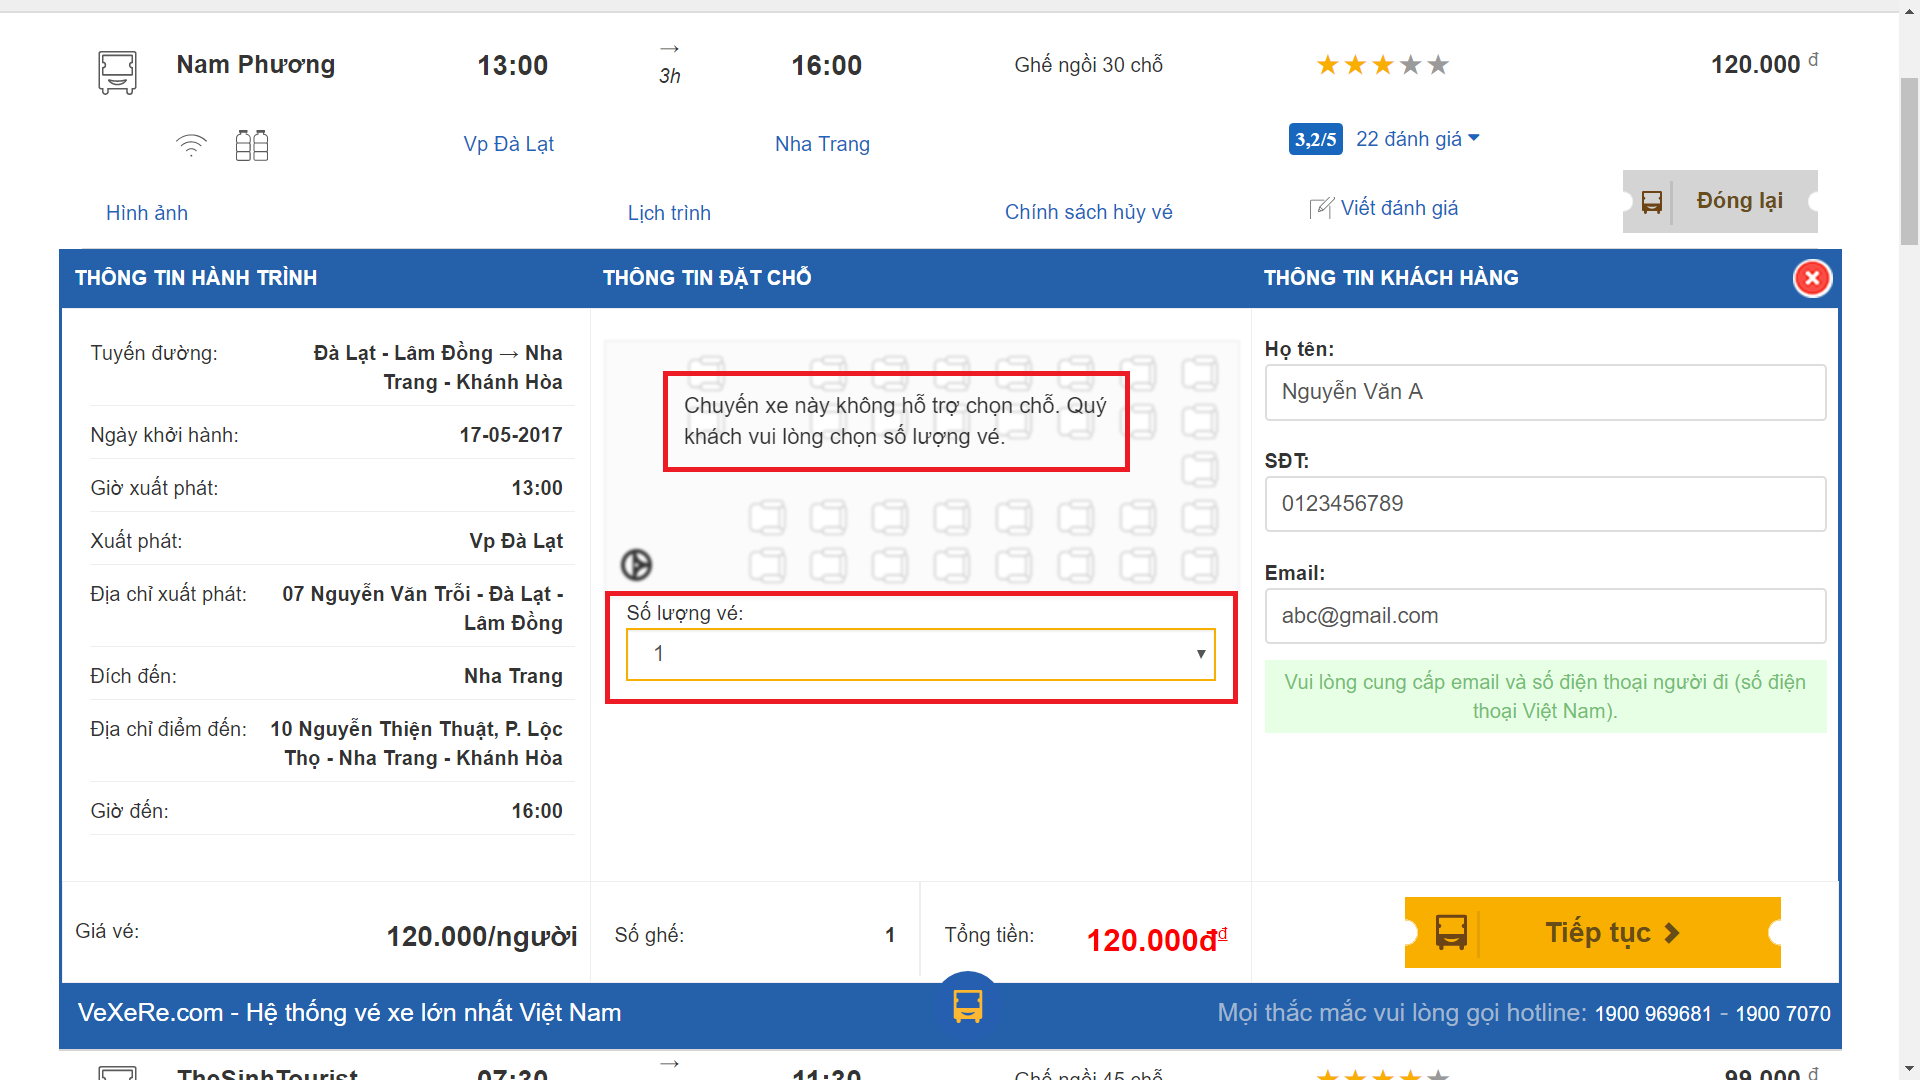 Nam Phương 13:00 → 16:00 Ghế ngồi 30 chỗ 120.000 đ
3h
Vp Đà Lạt Nha Trang 3,2/5 22 đánh giá
Hình ảnh Lịch trình Chính sách hủy vé Viết đánh giá Đóng lại
THÔNG TIN HÀNH TRÌNH THÔNG TIN ĐẶT CHỖ THÔNG TIN KHÁCH HÀNG
Tuyến đường: Đà Lạt - Lâm Đồng → Nha
Trang - Khánh Hòa
Ngày khởi hành: 17-05-2017
Giờ xuất phát: 13:00
Xuất phát: Vp Đà Lạt
Địa chỉ xuất phát: 07 Nguyễn Văn Trỗi - Đà Lạt -
Lâm Đồng
Đích đến: Nha Trang
Địa chỉ điểm đến: 10 Nguyễn Thiện Thuật, P. Lộc
Thọ - Nha Trang - Khánh Hòa
Giờ đến: 16:00
Chuyến xe này không hỗ trợ chọn chỗ. Quý
khách vui lòng chọn số lượng vé.
Số lượng vé:
1
Họ tên:
Nguyễn Văn A
SĐT:
0123456789
Email:
abc@gmail.com
Vui lòng cung cấp email và số điện thoại người đi (số điện
thoại Việt Nam).
Giá vé: 120.000/người Số ghế: 1 Tổng tiền: 120.000đđ Tiếp tục
VeXeRe.com - Hệ thống vé xe lớn nhất Việt Nam Mọi thắc mắc vui lòng gọi hotline: 1900 969681 - 1900 7070
TheSinhTourist 07:30 → 11:30 Ghế ngồi 45 chỗ 99.000 đ